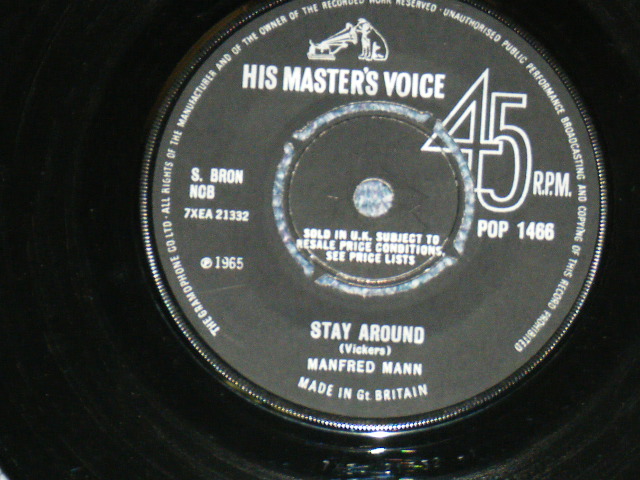 THE GRAMOPHONE CO LTD · ALL RIGHTS OF THE MANUFACTURER AND OF THE OWNER OF THE RECORDED WORK RESERVED · UNAUTHORISED PUBLIC PERFORMANCE BROADCASTING AND COPYING OF THIS RECORD PROHIBITED
HIS MASTER'S VOICE
45 R.P.M.
S. BRON
NCB
7XEA 21332
POP 1466
SOLD IN U.K. SUBJECT TO
RESALE PRICE CONDITIONS,
SEE PRICE LISTS
℗ 1965
STAY AROUND
(Vickers)
MANFRED MANN
MADE IN Gt. BRITAIN